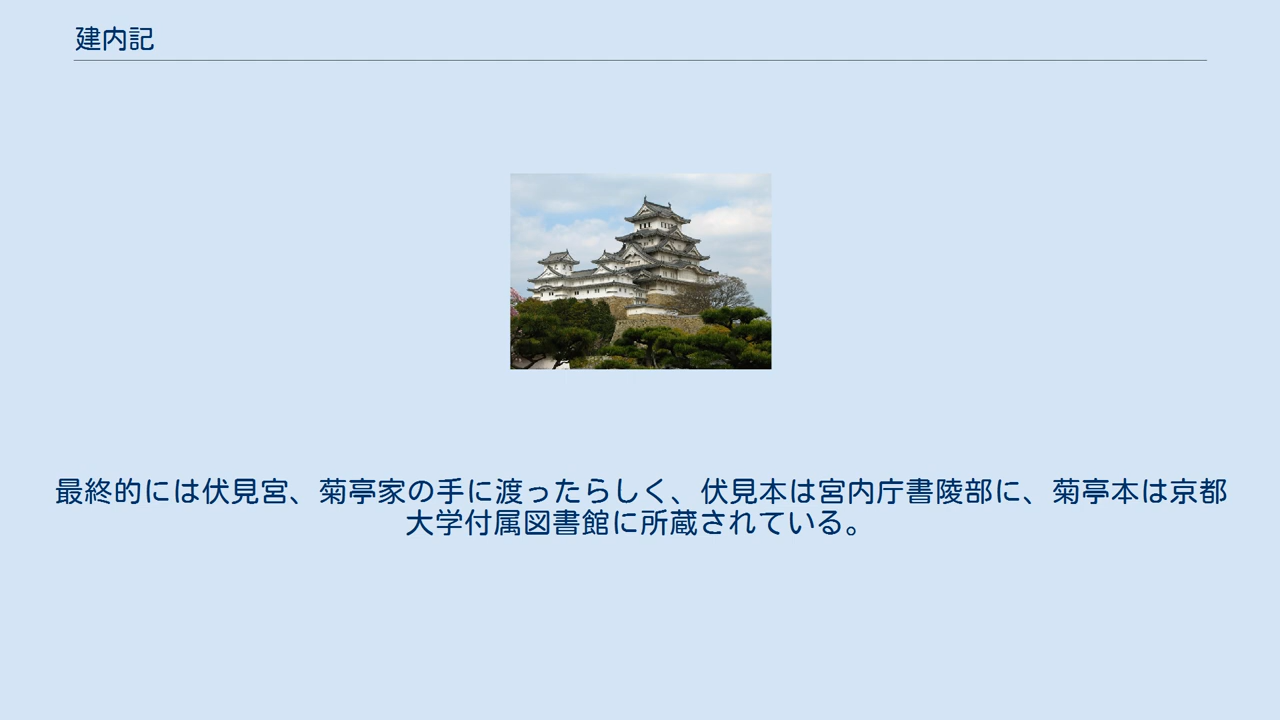 建内記
最終的には伏見宮、菊亭家の手に渡ったらしく、伏見本は宮内庁書陵部に、菊亭本は京都
大学付属図書館に所蔵されている。